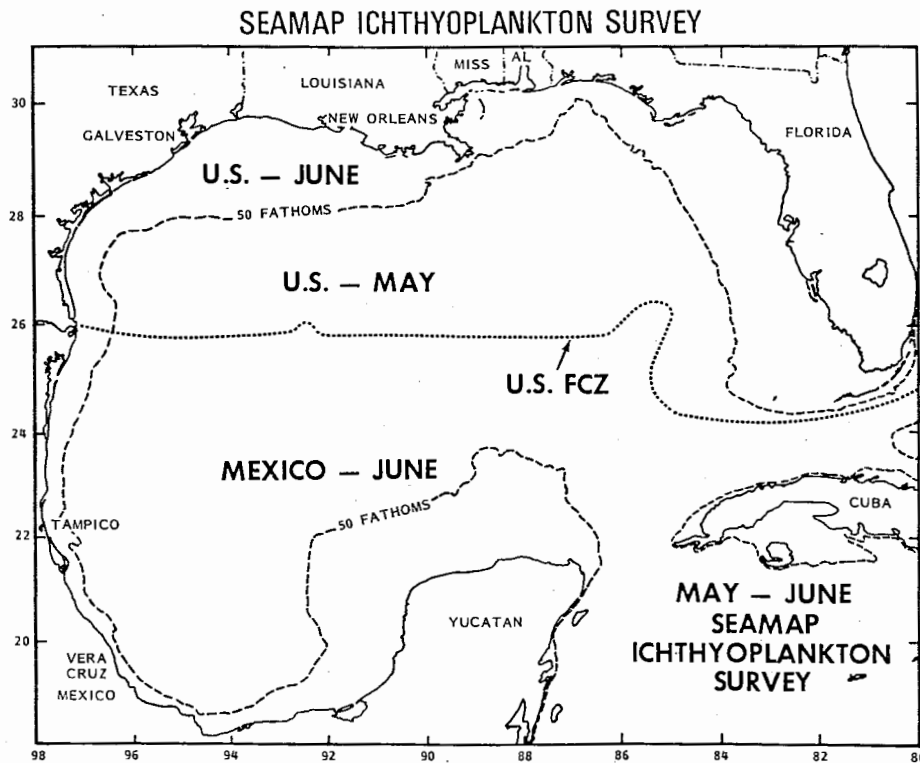 SEAMAP ICHTHYOPLANKTON SURVEY
MISS
AL
TEXAS
LOUISIANA
30
NEW ORLEANS
FLORIDA
GALVESTON
U.S. — JUNE
28
50 FATHOMS
U.S. — MAY
26
U.S. FCZ
24
MEXICO — JUNE
CUBA
50 FATHOMS
TAMPICO
22
MAY — JUNE
SEAMAP
ICHTHYOPLANKTON
SURVEY
YUCATAN
20
VERA
CRUZ
MEXICO
98 96 94 92 90 88 86 84 82